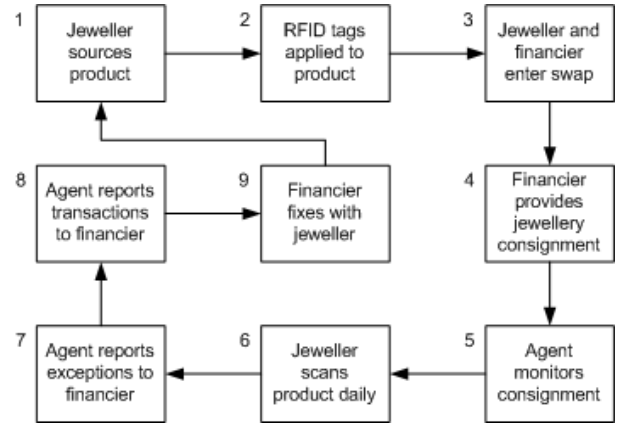 1
Jeweller
sources
product
2
RFID tags
applied to
product
3
Jeweller and
financier
enter swap
4
Financier
provides
jewellery
consignment
5
Agent
monitors
consignment
6
Jeweller
scans
product daily
7
Agent reports
exceptions to
financier
8
Agent reports
transactions
to financier
9
Financier
fixes with
jeweller